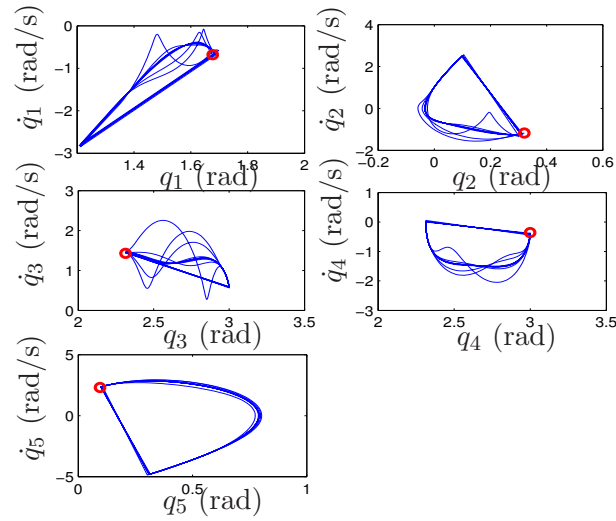 0
-1
-2
-3
1.4 1.6 1.8 2
q̇1 (rad/s)
q1 (rad)
4
2
0
-2
-0.2 0 0.2 0.4 0.6
q̇2 (rad/s)
q2 (rad)
3
2
1
0
2 2.5 3 3.5
q̇3 (rad/s)
q3 (rad)
1
0
-1
-2
-3
2 2.5 3 3.5
q̇4 (rad/s)
q4 (rad)
5
0
-5
0 0.5 1
q̇5 (rad/s)
q5 (rad)